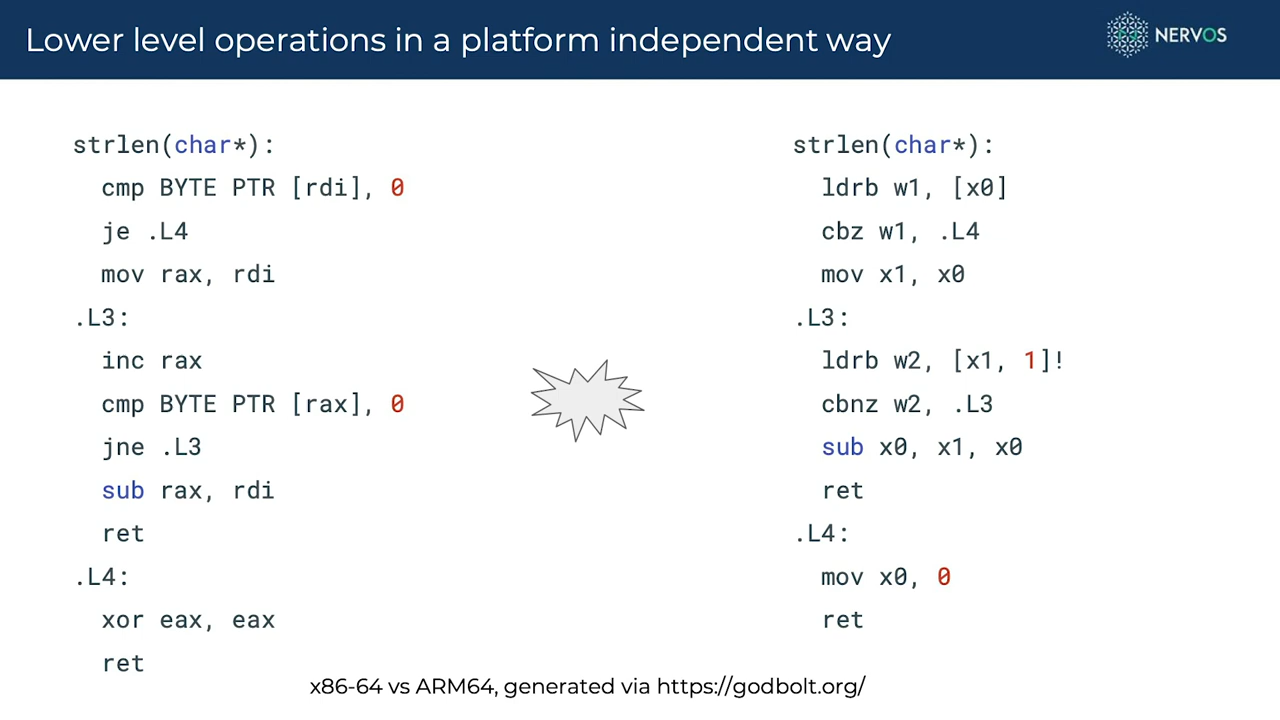 Lower level operations in a platform independent way
NERVOS
strlen(char*):
cmp BYTE PTR [rdi], 0
je .L4
mov rax, rdi
.L3:
inc rax
cmp BYTE PTR [rax], 0
jne .L3
sub rax, rdi
ret
.L4:
xor eax, eax
ret
strlen(char*):
ldrb w1, [x0]
cbz w1, .L4
mov x1, x0
.L3:
ldrb w2, [x1, 1]!
cbnz w2, .L3
sub x0, x1, x0
ret
.L4:
mov x0, 0
ret
x86-64 vs ARM64, generated via https://godbolt.org/